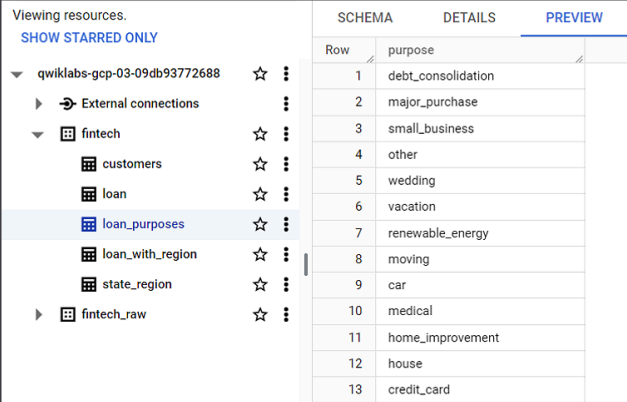 Viewing resources.
SHOW STARRED ONLY
qwiklabs-gcp-03-09db93772688
External connections
fintech
customers
loan
loan_purposes
loan_with_region
state_region
fintech_raw
SCHEMA DETAILS PREVIEW
Row purpose
1 debt_consolidation
2 major_purchase
3 small_business
4 other
5 wedding
6 vacation
7 renewable_energy
8 moving
9 car
10 medical
11 home_improvement
12 house
13 credit_card